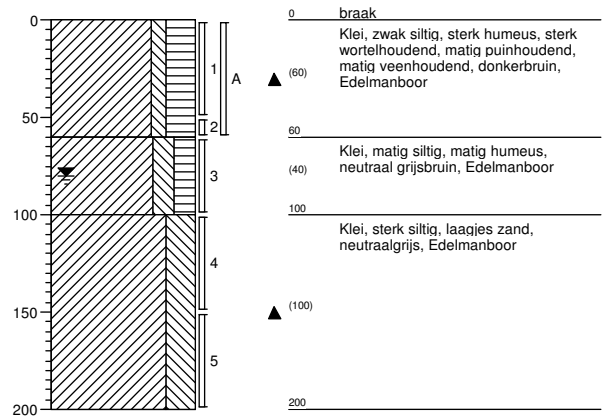 0
50
100
150
200
1
2
3
4
5
A
0 braak
Klei, zwak siltig, sterk humeus, sterk
wortelhoudend, matig puinhoudend,
matig veenhoudend, donkerbruin,
Edelmanboor
(60)
60
Klei, matig siltig, matig humeus,
neutraal grijsbruin, Edelmanboor
(40)
100
Klei, sterk siltig, laagjes zand,
neutraalgrijs, Edelmanboor
(100)
200